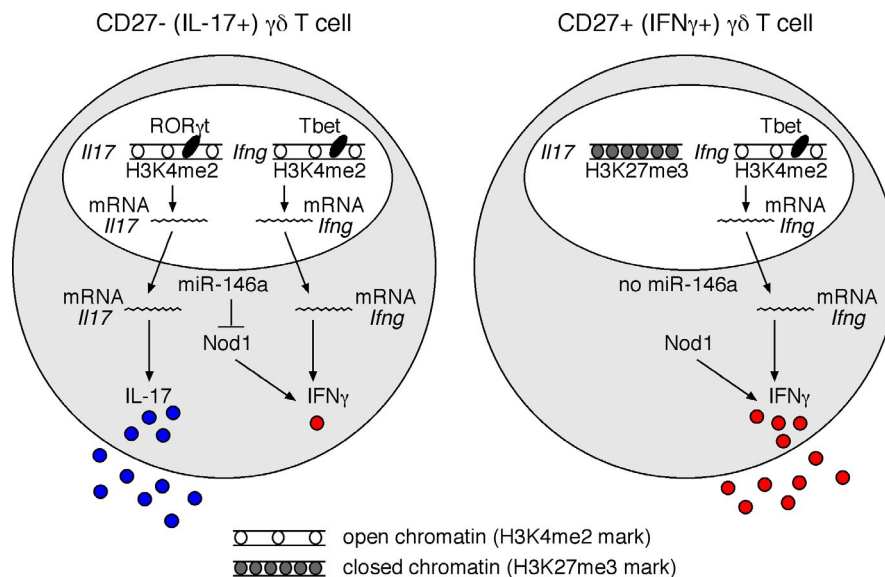 CD27- (IL-17+) γδ T cell
RORγt
Tbet
Il17
Ifng
H3K4me2
H3K4me2
mRNA
Il17
mRNA
Ifng
mRNA
Il17
miR-146a
mRNA
Ifng
Nod1
IL-17
IFNγ
CD27+ (IFNγ+) γδ T cell
Tbet
Il17
Ifng
H3K27me3
H3K4me2
mRNA
Ifng
no miR-146a
mRNA
Ifng
Nod1
IFNγ
open chromatin (H3K4me2 mark)
closed chromatin (H3K27me3 mark)